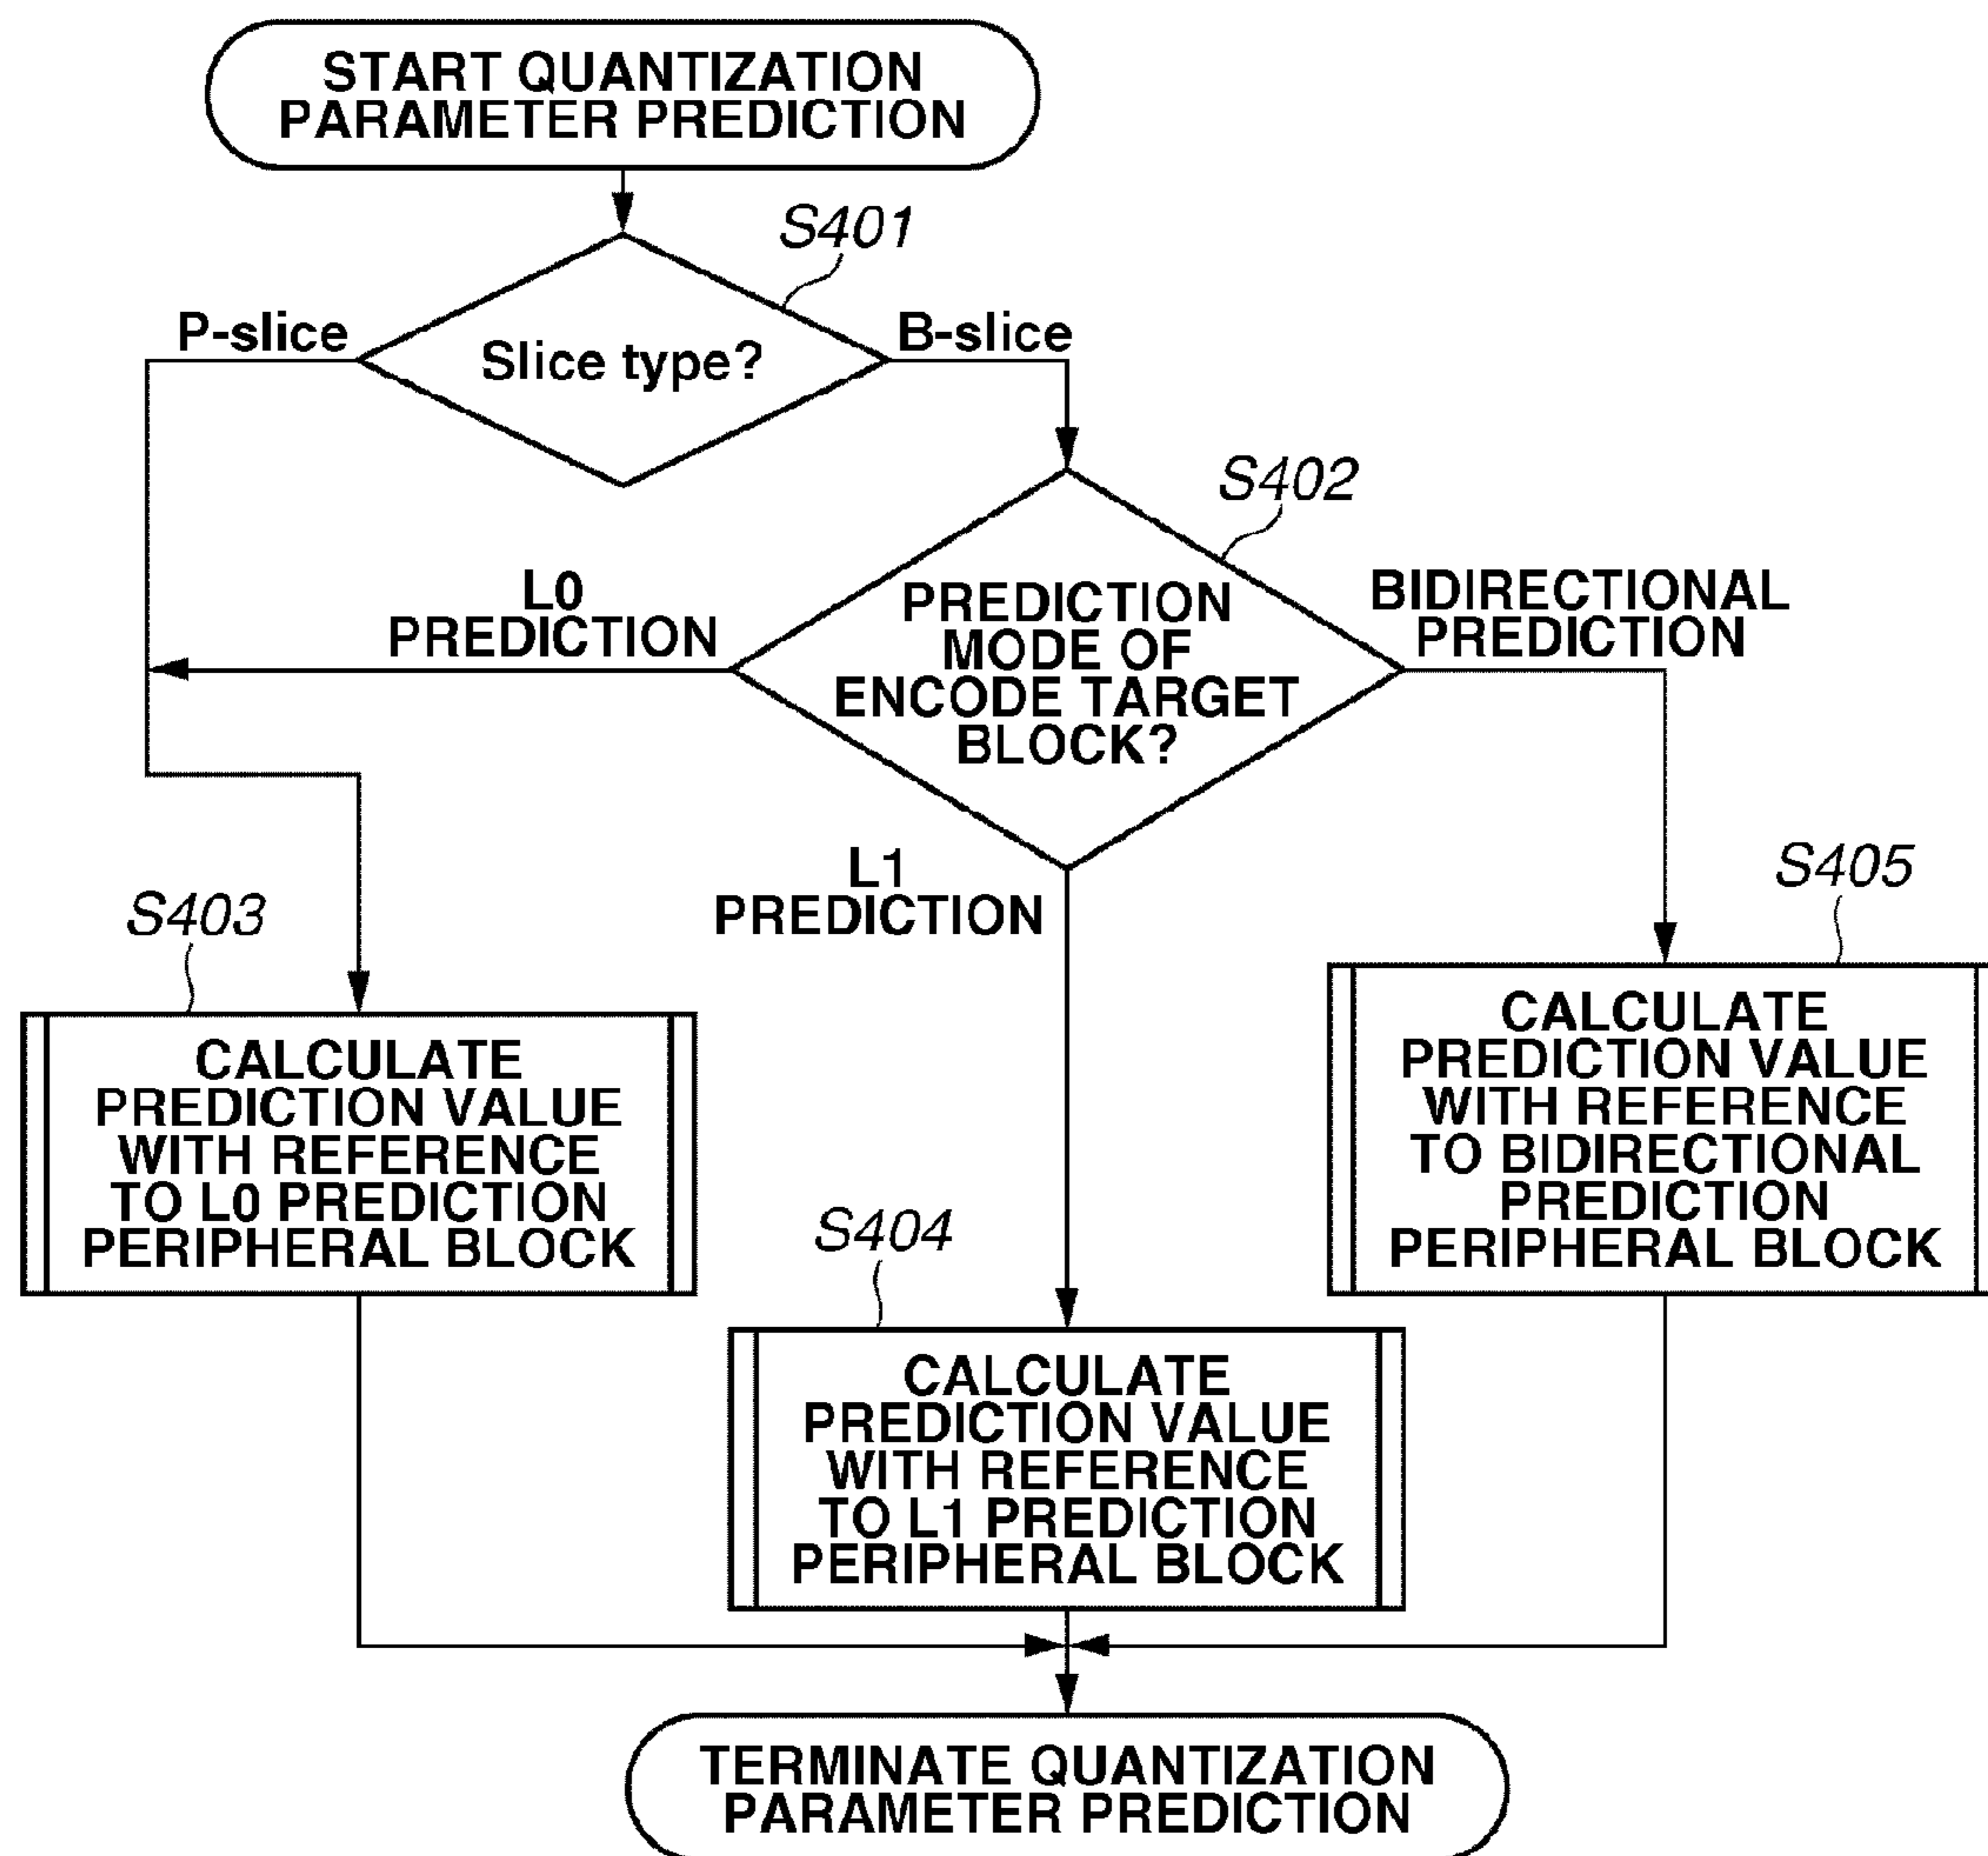 START QUANTIZATION
PARAMETER PREDICTION
S401
P-slice
Slice type?
B-slice
S402
L0
PREDICTION
PREDICTION
MODE OF
ENCODE TARGET
BLOCK?
BIDIRECTIONAL
PREDICTION
L1
PREDICTION
S403
CALCULATE
PREDICTION VALUE
WITH REFERENCE
TO L0 PREDICTION
PERIPHERAL BLOCK
S405
CALCULATE
PREDICTION VALUE
WITH REFERENCE
TO BIDIRECTIONAL
PREDICTION
PERIPHERAL BLOCK
S404
CALCULATE
PREDICTION VALUE
WITH REFERENCE
TO L1 PREDICTION
PERIPHERAL BLOCK
TERMINATE QUANTIZATION
PARAMETER PREDICTION